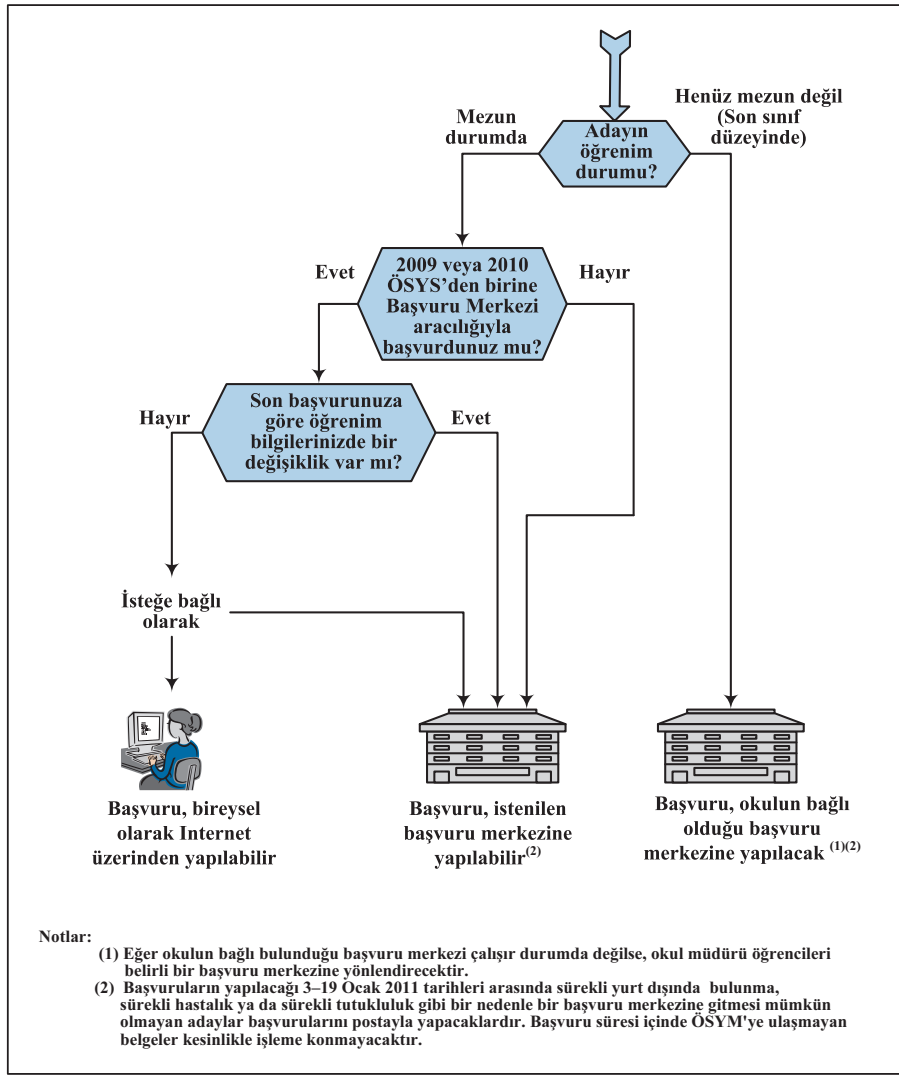 Henüz mezun değil
(Son sınıf
düzeyinde)
Mezun
durumda
Adayın
öğrenim
durumu?
Evet
2009 veya 2010
ÖSYS’den birine
Başvuru Merkezi
aracılığıyla
başvurdunuz mu?
Hayır
Hayır
Son başvurunuza
göre öğrenim
bilgilerinizde bir
değişiklik var mı?
Evet
İsteğe bağlı
olarak
Başvuru, bireysel
olarak Internet
üzerinden yapılabilir
Başvuru, istenilen
başvuru merkezine
yapılabilir(2)
Başvuru, okulun bağlı
olduğu başvuru
merkezine yapılacak (1)(2)
Notlar:
(1) Eğer okulun bağlı bulunduğu başvuru merkezi çalışır durumda değilse, okul müdürü öğrencileri
belirli bir başvuru merkezine yönlendirecektir.
(2) Başvuruların yapılacağı 3–19 Ocak 2011 tarihleri arasında sürekli yurt dışında bulunma,
sürekli hastalık ya da sürekli tutukluluk gibi bir nedenle bir başvuru merkezine gitmesi mümkün
olmayan adaylar başvurularını postayla yapacaklardır. Başvuru süresi içinde ÖSYM'ye ulaşmayan
belgeler kesinlikle işleme konmayacaktır.